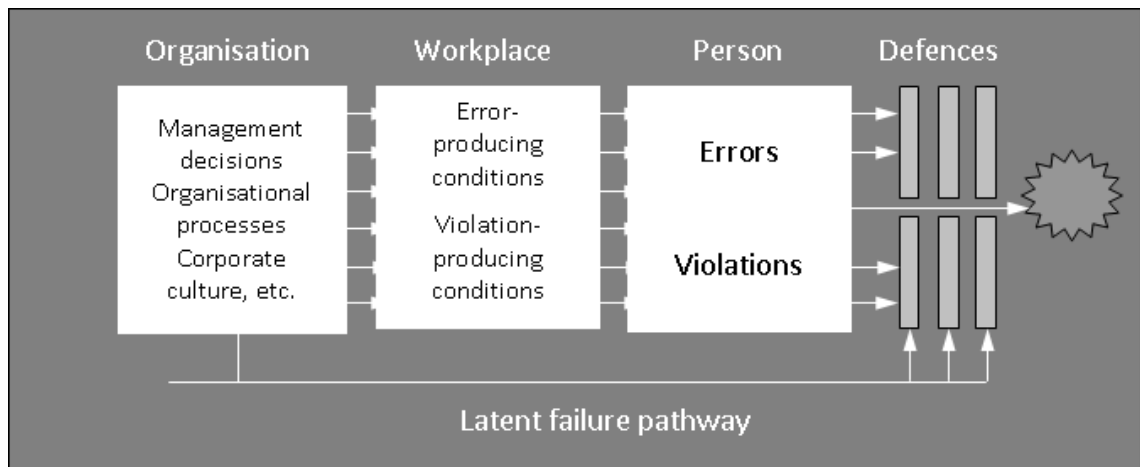 Organisation
Workplace
Person
Defences
Management
decisions
Organisational
processes
Corporate
culture, etc.
Error-
producing
conditions
Violation-
producing
conditions
Errors
Violations
Latent failure pathway